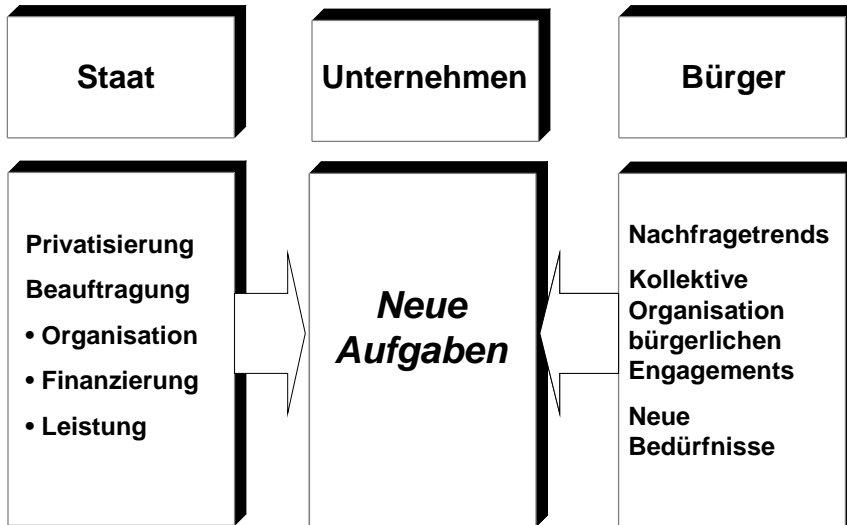 Staat
Unternehmen
Bürger
Privatisierung
Beauftragung
• Organisation
• Finanzierung
• Leistung
Neue
Aufgaben
Nachfragetrends
Kollektive
Organisation
bürgerlichen
Engagements
Neue
Bedürfnisse